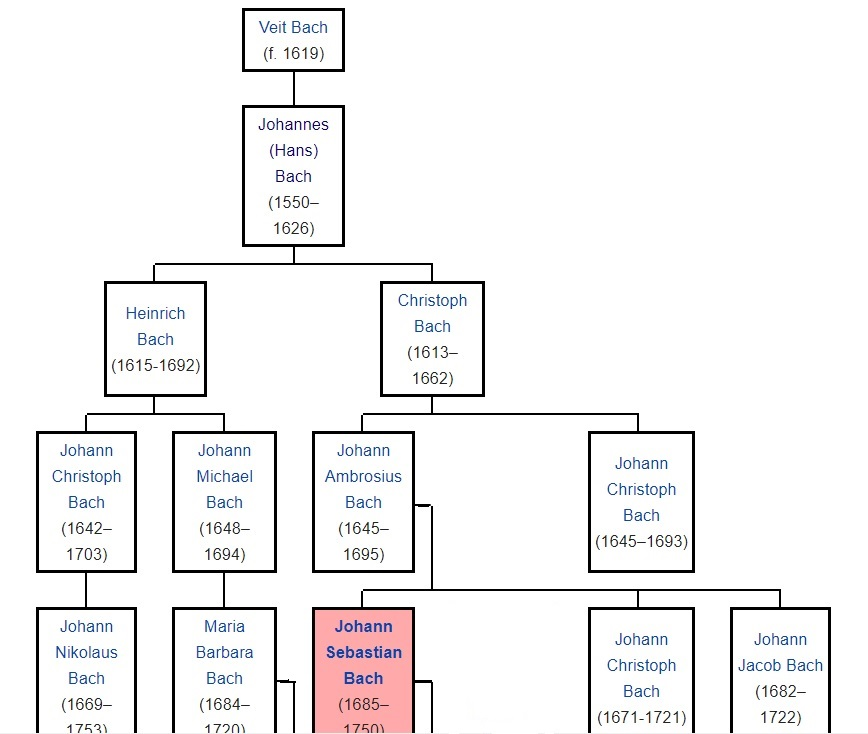 Veit Bach
(f. 1619)
Johannes
(Hans)
Bach
(1550–
1626)
Heinrich
Bach
(1615-1692)
Christoph
Bach
(1613–
1662)
Johann
Christoph
Bach
(1642–
1703)
Johann
Michael
Bach
(1648–
1694)
Johann
Ambrosius
Bach
(1645–
1695)
Johann
Christoph
Bach
(1645–1693)
Johann
Nikolaus
Bach
(1669–
1753)
Maria
Barbara
Bach
(1684–
1720)
Johann
Sebastian
Bach
(1685–
1750)
Johann
Christoph
Bach
(1671-1721)
Johann
Jacob Bach
(1682–
1722)